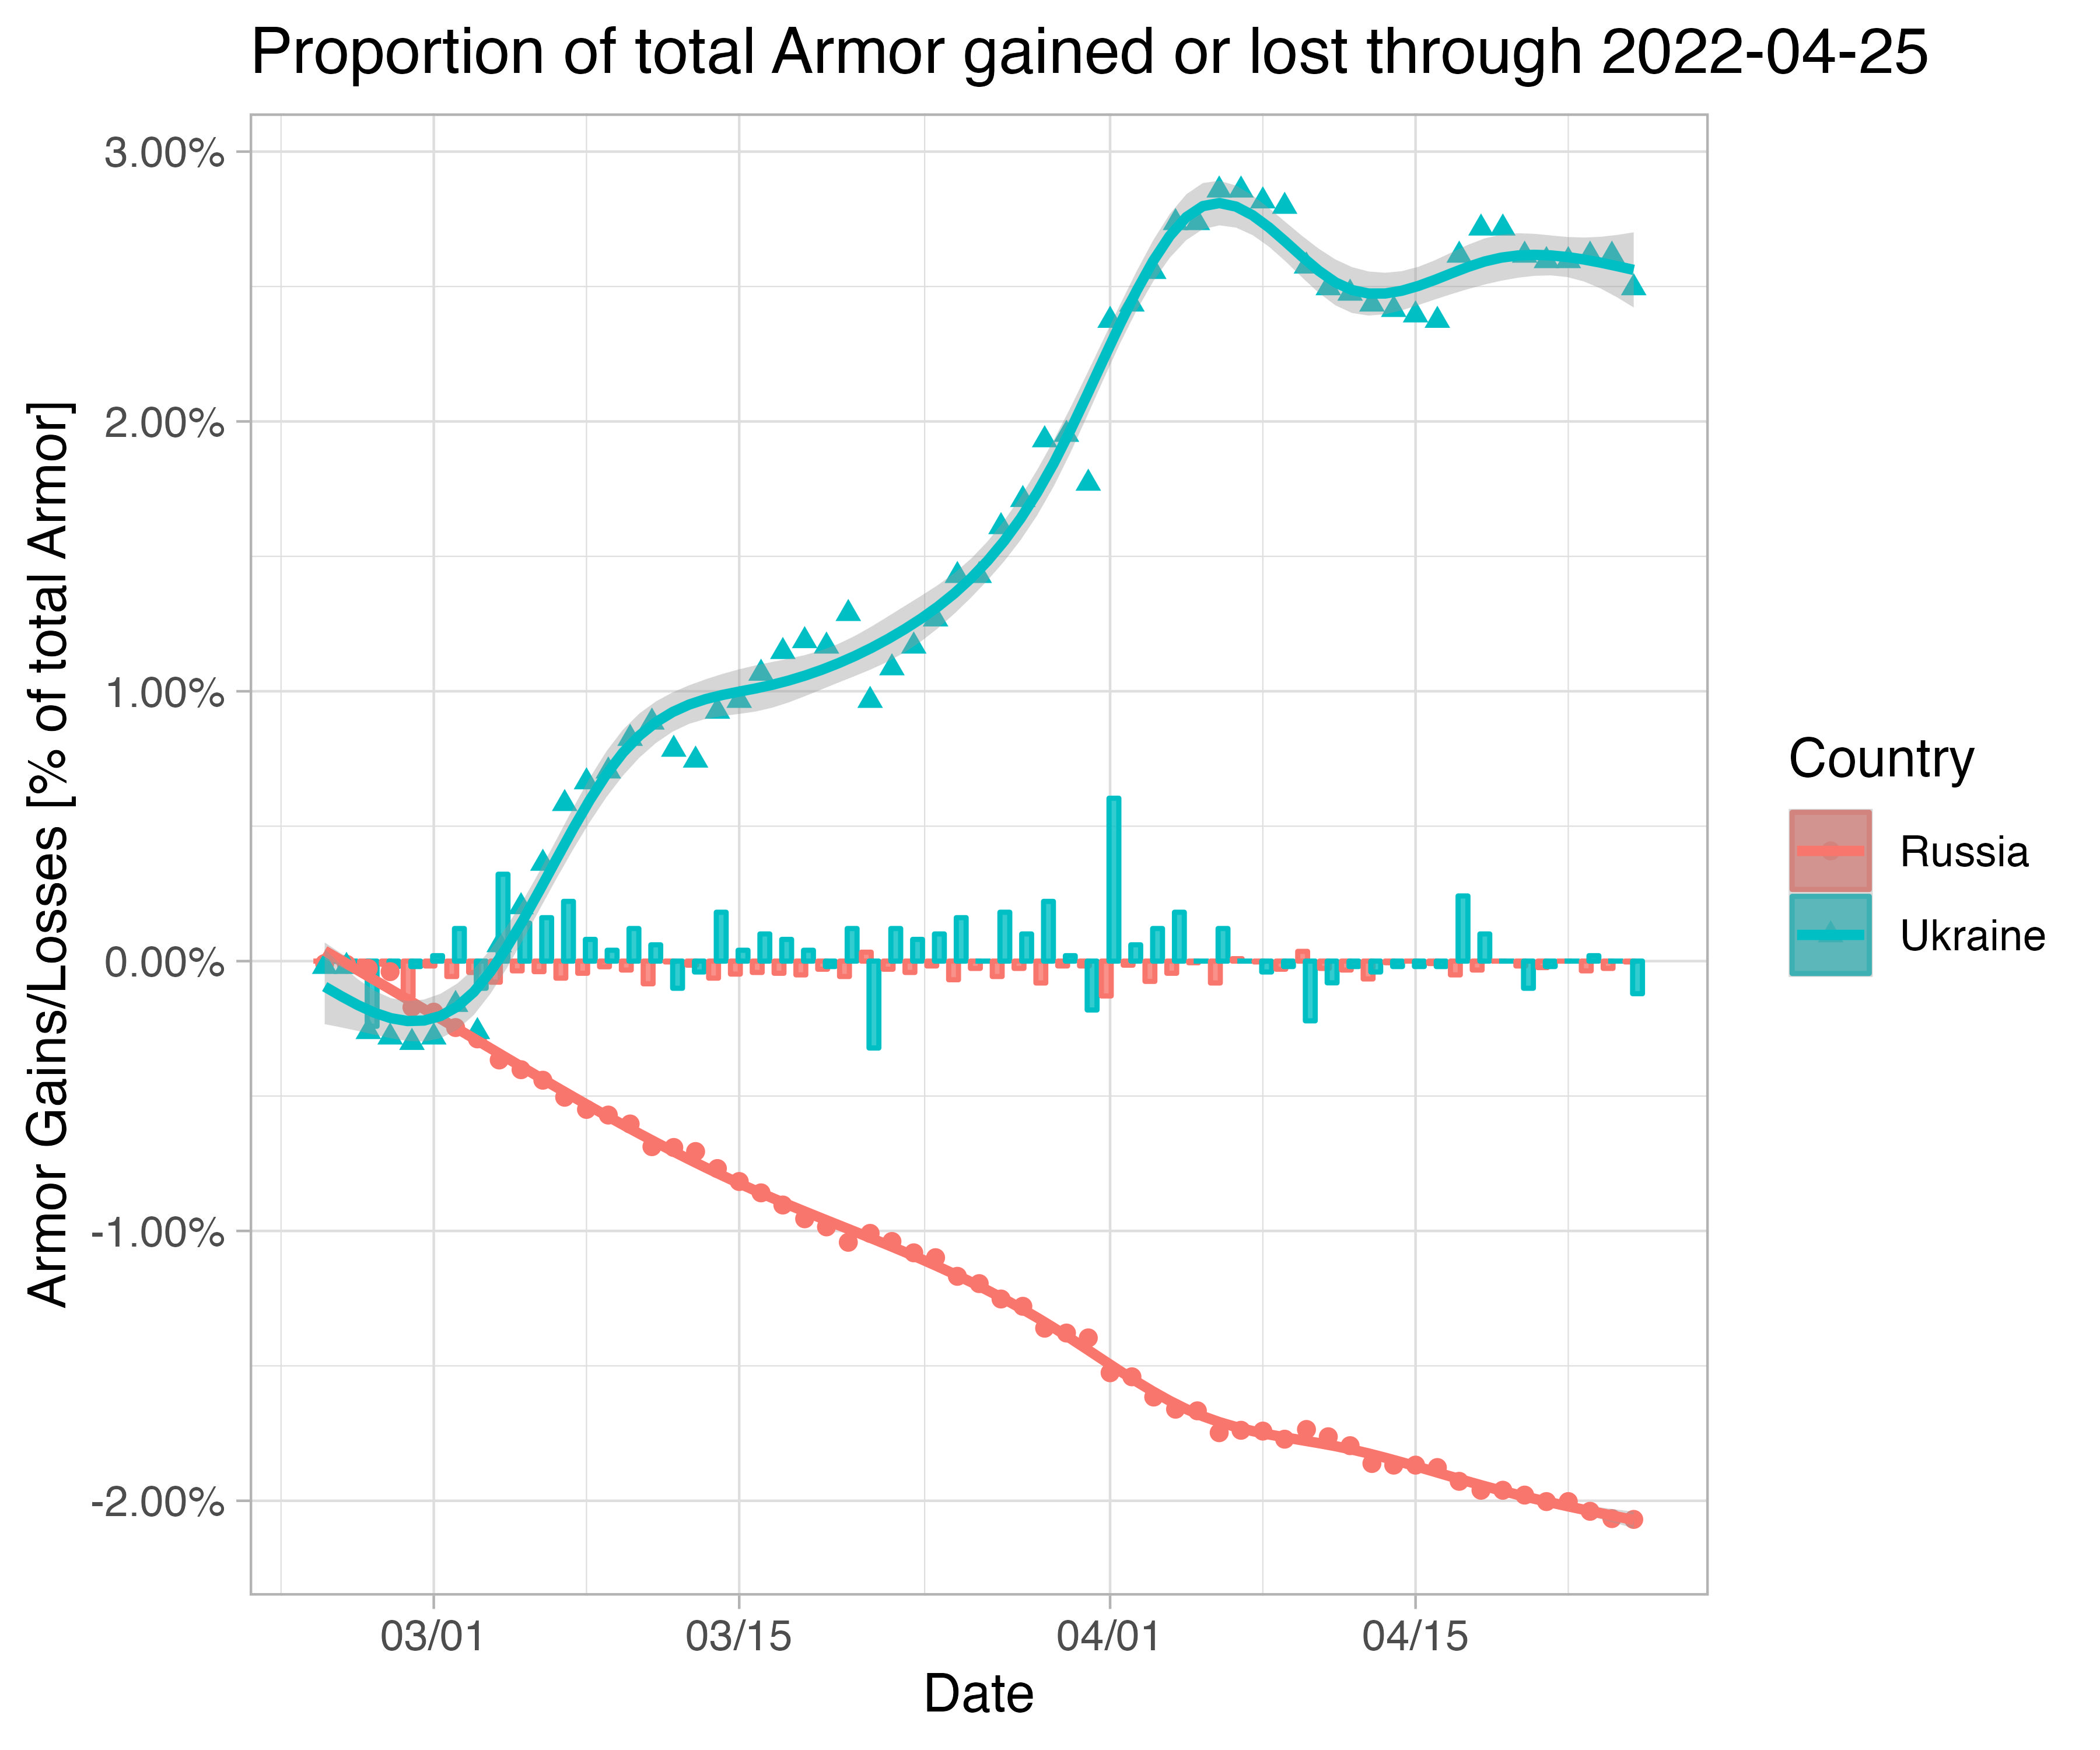 Proportion of total Armor gained or lost through 2022-04-25
Armor Gains/Losses [% of total Armor]
3.00%
2.00%
1.00%
0.00%
-1.00%
-2.00%
03/01
03/15
04/01
04/15
Date
Country
Russia
Ukraine